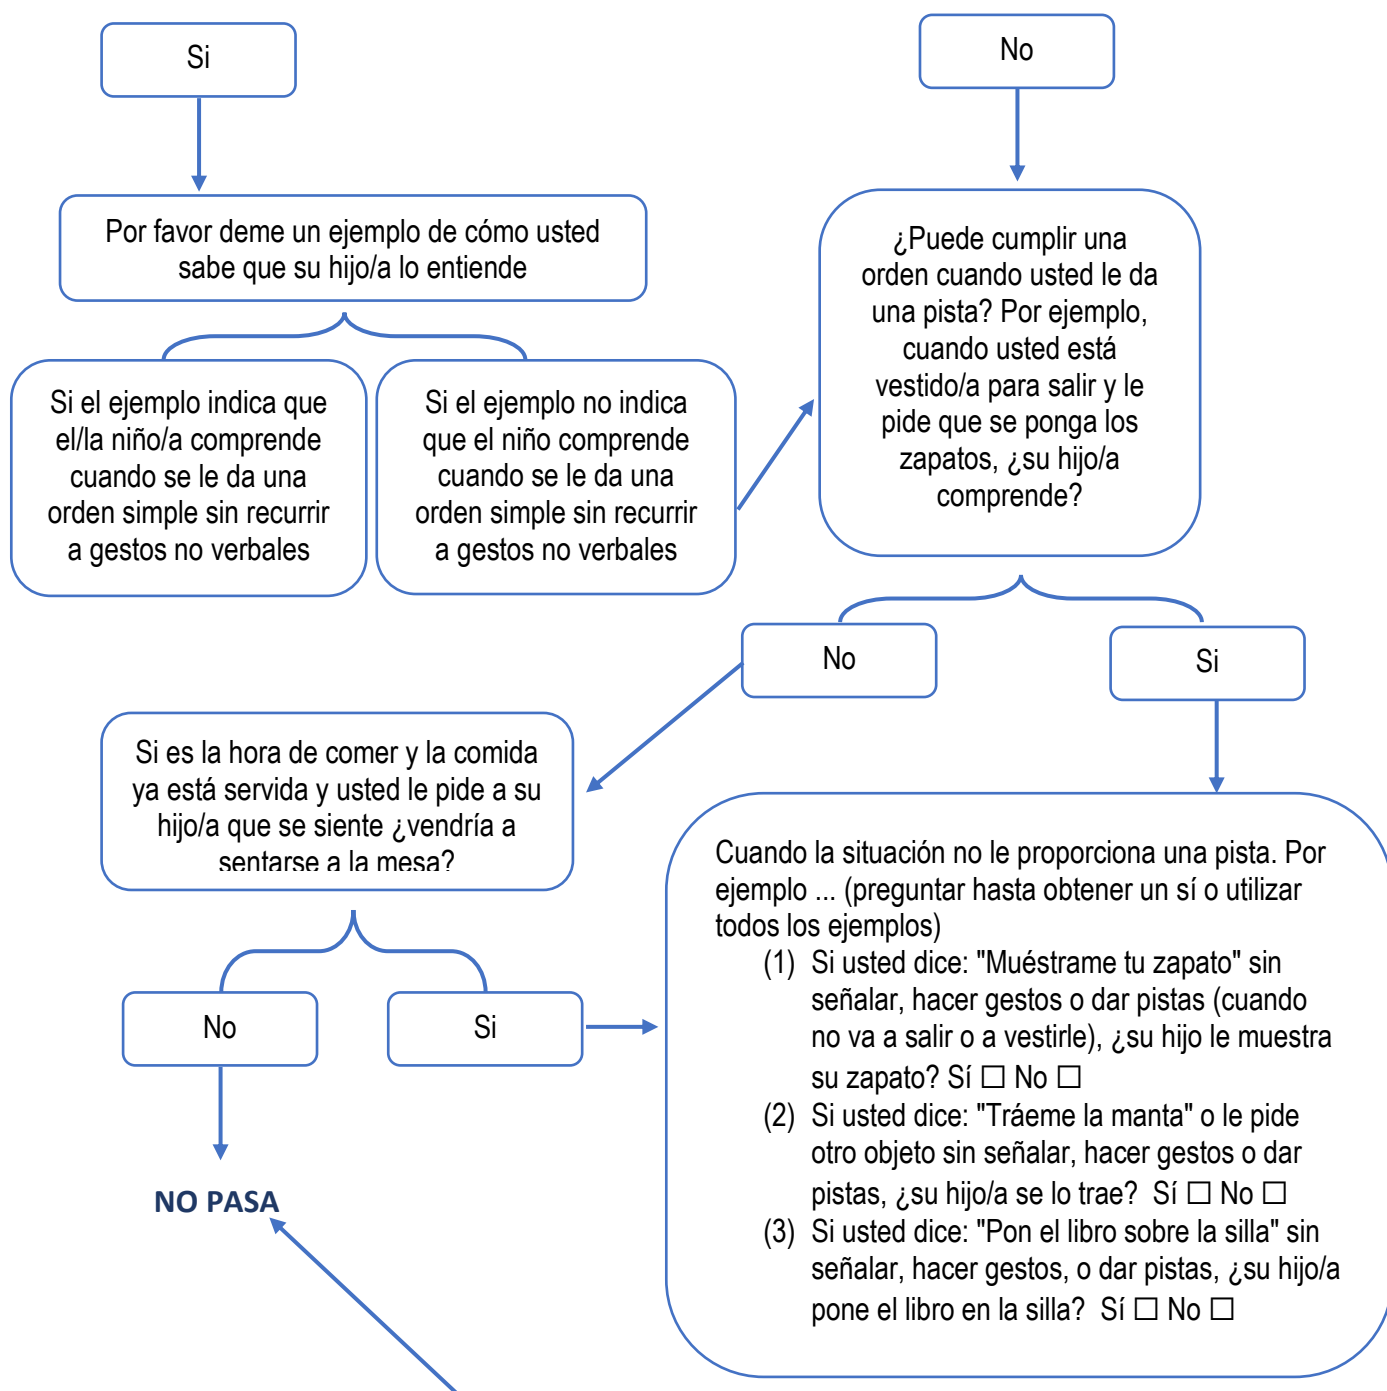 Si
No
Por favor deme un ejemplo de cómo usted
sabe que su hijo/a lo entiende
¿Puede cumplir una
orden cuando usted le da
una pista? Por ejemplo,
cuando usted está
vestido/a para salir y le
pide que se ponga los
zapatos, ¿su hijo/a
comprende?
Si el ejemplo indica que
el/la niño/a comprende
cuando se le da una
orden simple sin recurrir
a gestos no verbales
Si el ejemplo no indica
que el niño comprende
cuando se le da una
orden simple sin recurrir
a gestos no verbales
No
Si
Si es la hora de comer y la comida
ya está servida y usted le pide a su
hijo/a que se siente ¿vendría a
sentarse a la mesa?
Cuando la situación no le proporciona una pista. Por
ejemplo ... (preguntar hasta obtener un sí o utilizar
todos los ejemplos)
(1) Si usted dice: "Muéstrame tu zapato" sin
señalar, hacer gestos o dar pistas (cuando
no va a salir o a vestirle), ¿su hijo le muestra
su zapato? Sí ☐ No ☐
(2) Si usted dice: "Tráeme la manta" o le pide
otro objeto sin señalar, hacer gestos o dar
pistas, ¿su hijo/a se lo trae? Sí ☐ No ☐
(3) Si usted dice: "Pon el libro sobre la silla" sin
señalar, hacer gestos, o dar pistas, ¿su hijo/a
pone el libro en la silla? Sí ☐ No ☐
No
Si
NO PASA